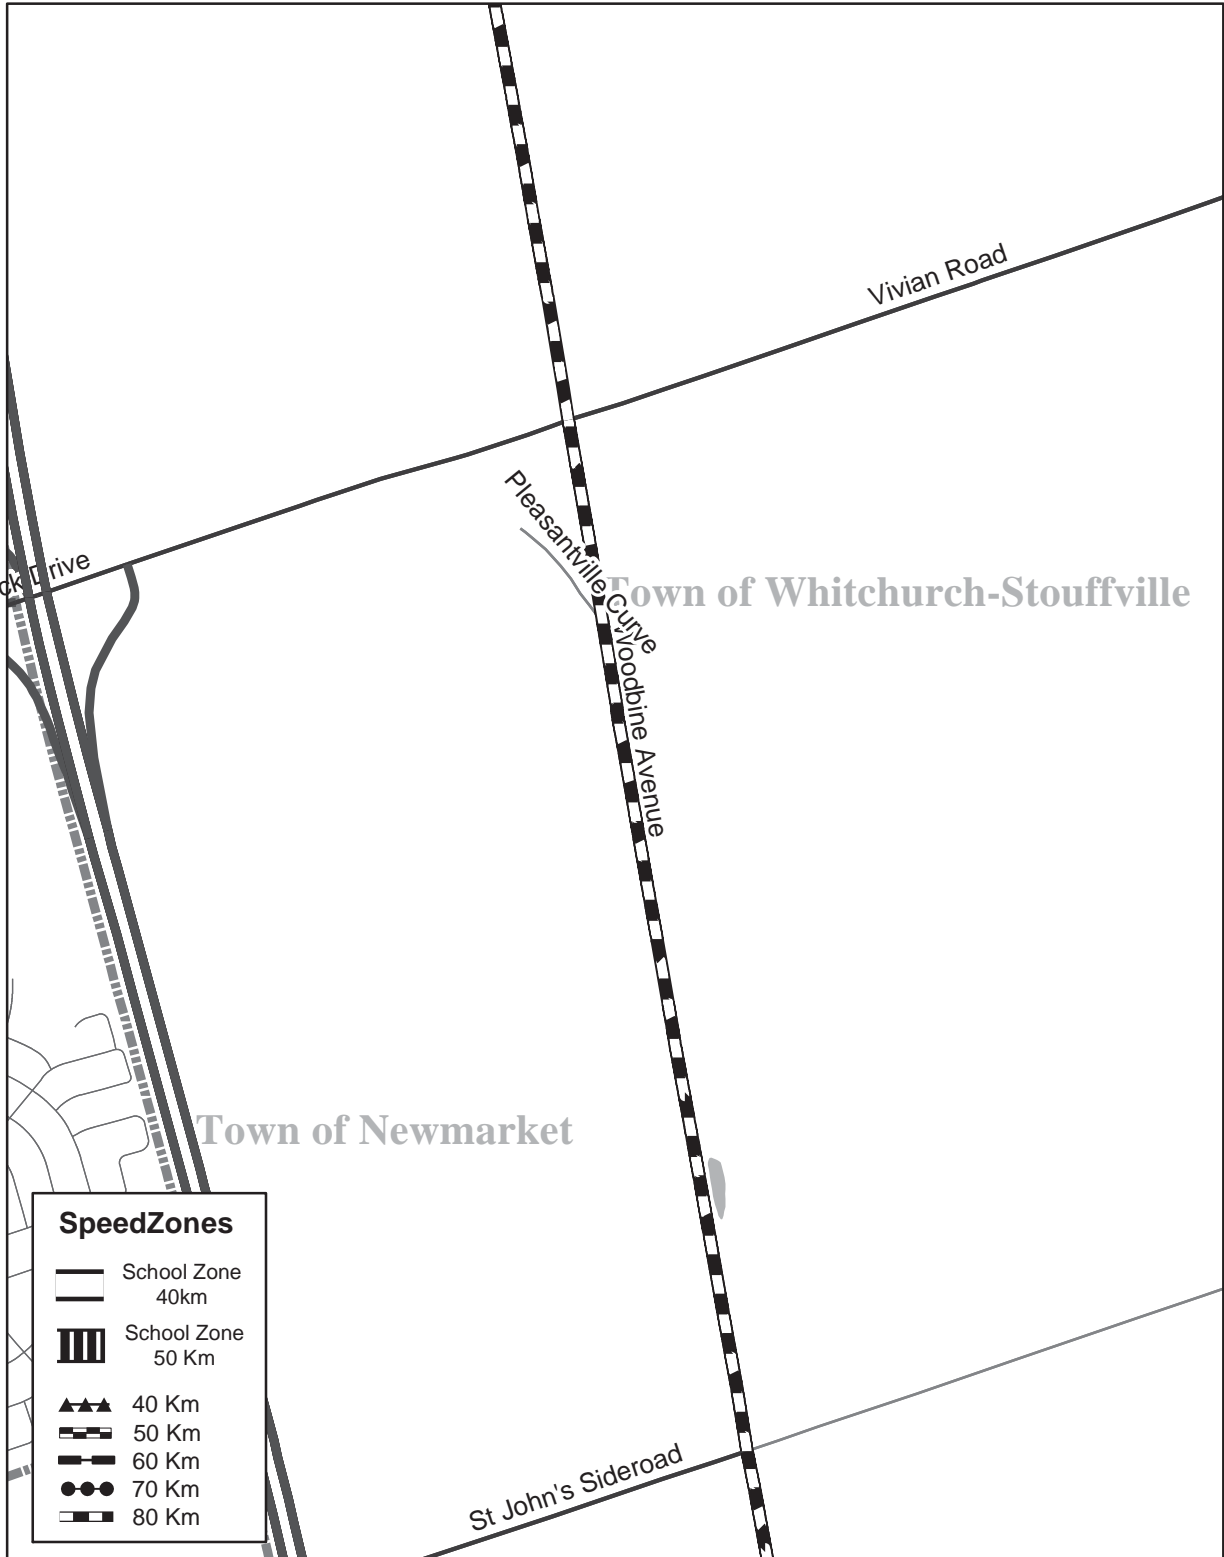 Vivian Road
Pleasantville Curve
Drive
Town of Whitchurch-Stouffville
Woodbine Avenue
Town of Newmarket
SpeedZones
School Zone
40km
School Zone
50 Km
40 Km
50 Km
60 Km
70 Km
80 Km
St John's Sideroad